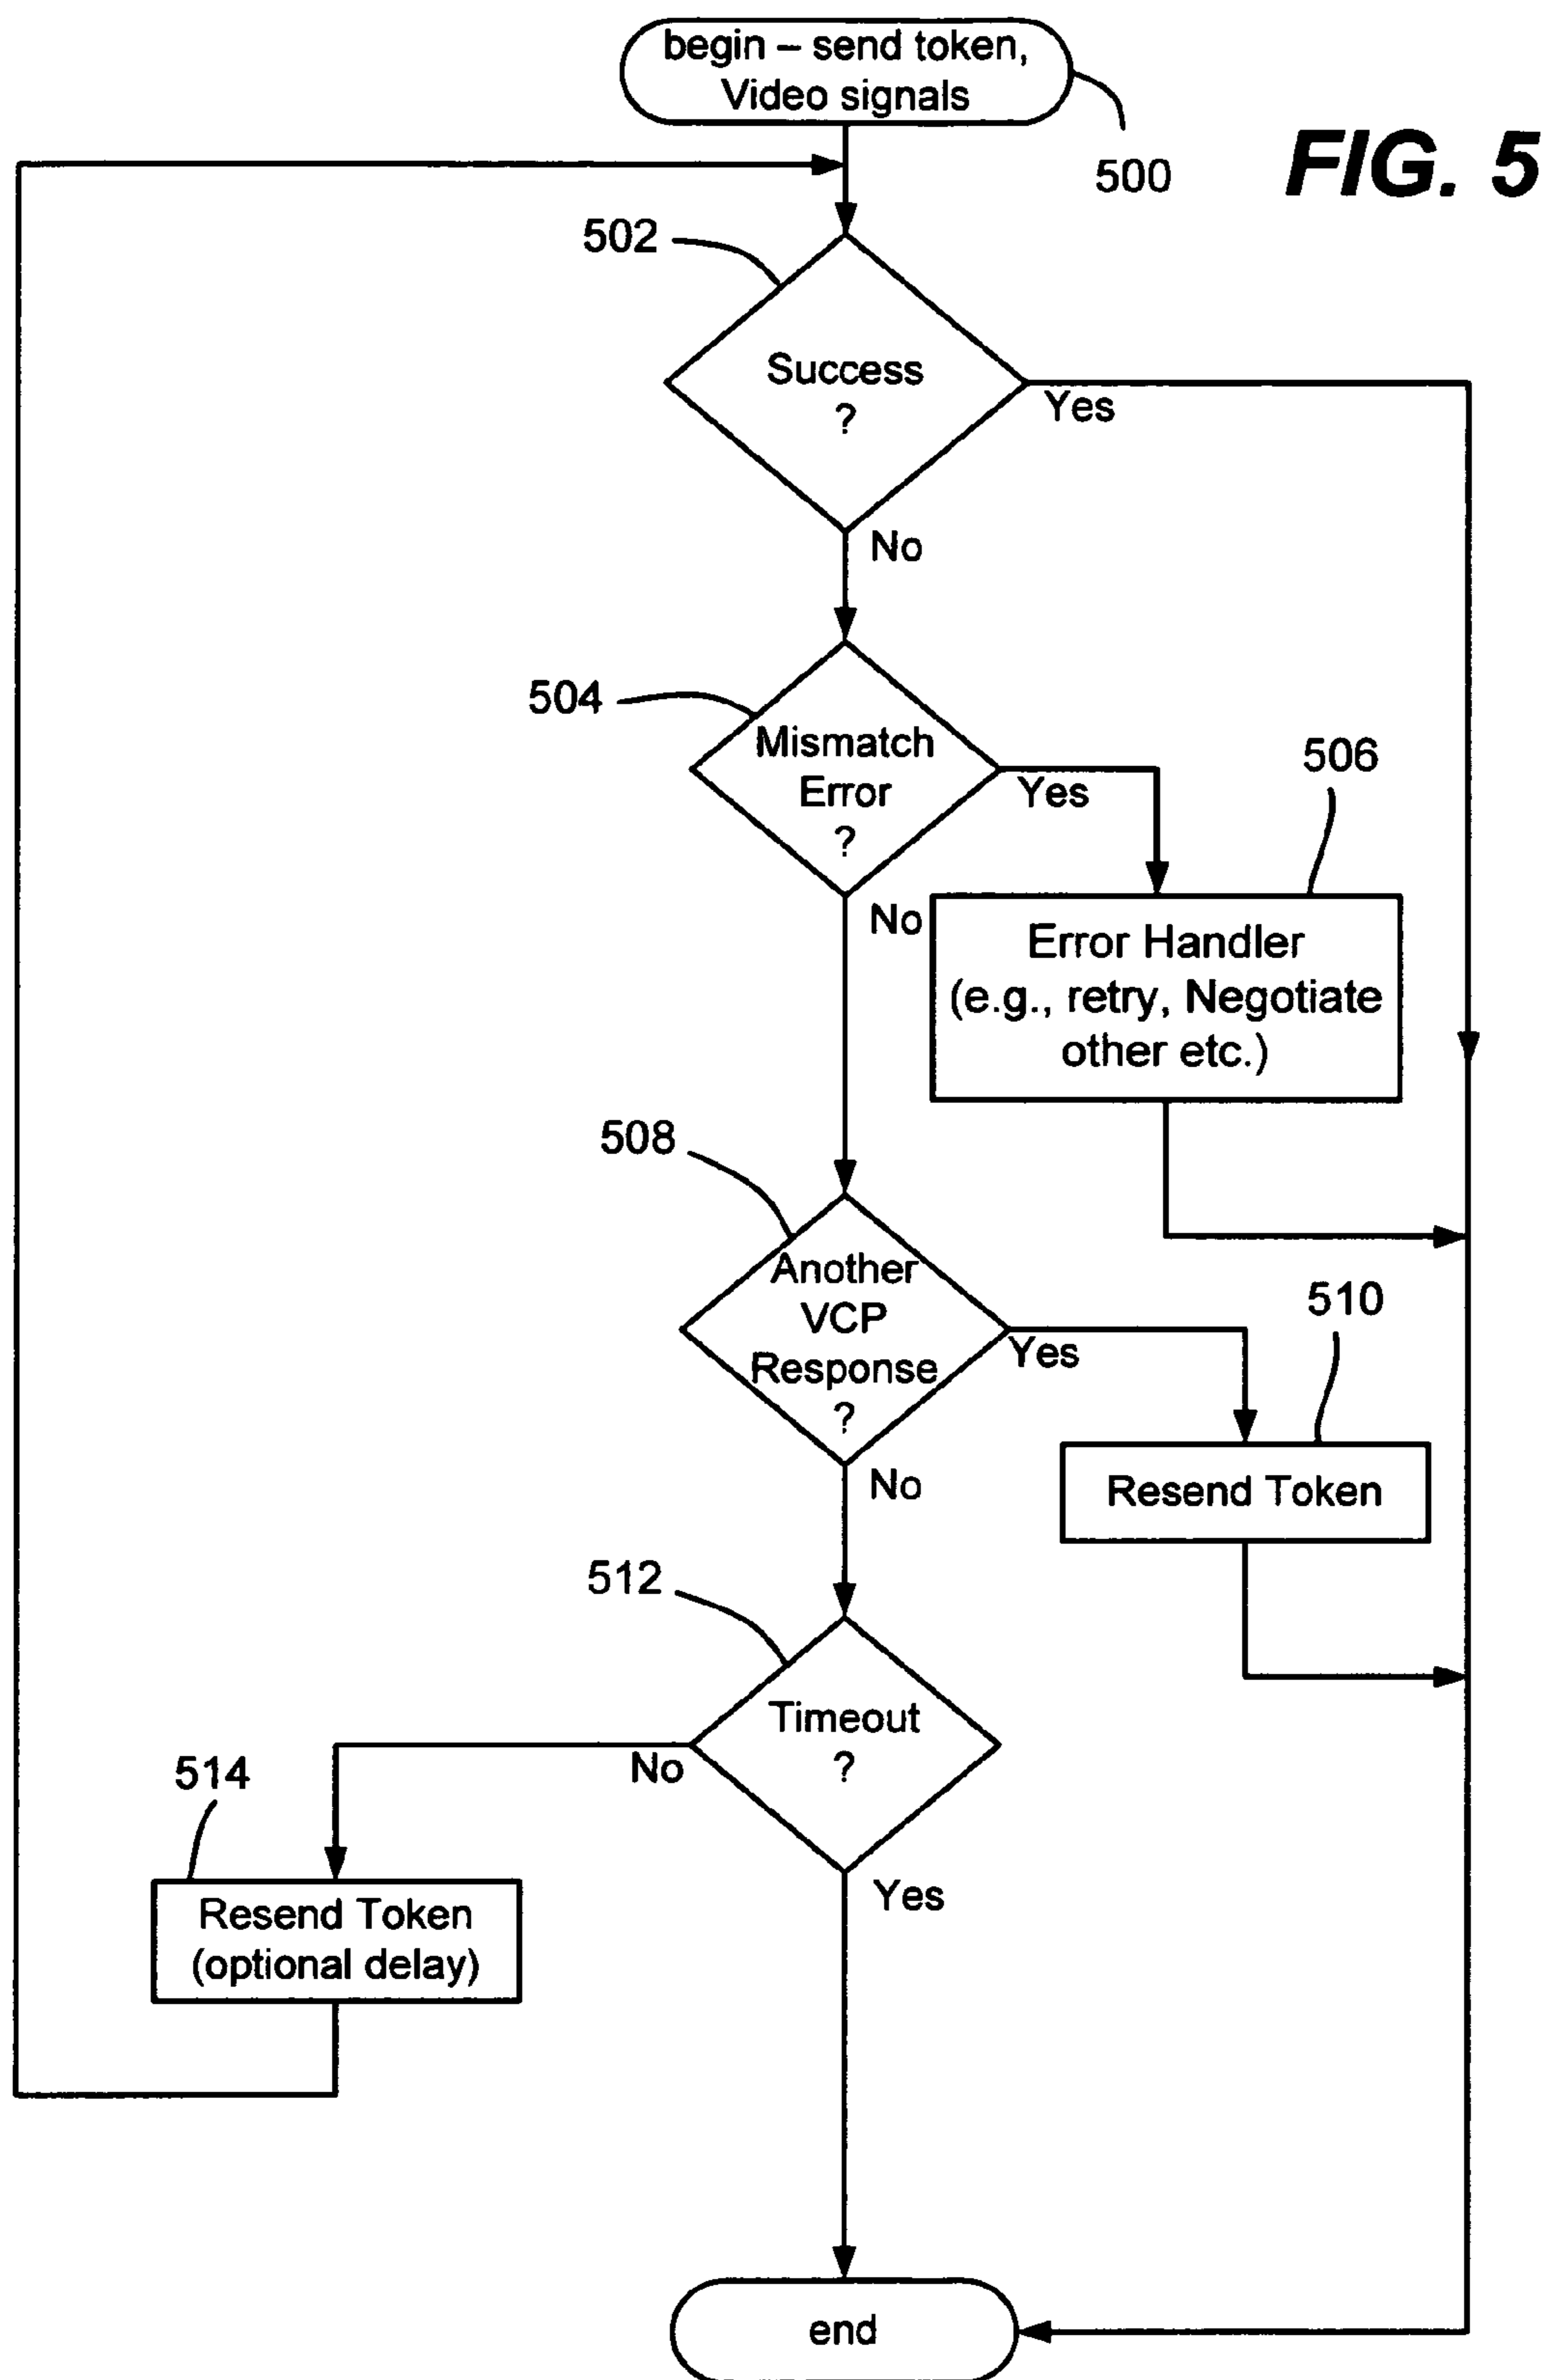 begin – send token,
Video signals
500
FIG. 5
502
Success
?
Yes
No
504
Mismatch
Error
?
Yes
No
506
Error Handler
(e.g., retry, Negotiate
other etc.)
508
Another
VCP
Response
?
Yes
No
510
Resend Token
512
Timeout
?
No
Yes
514
Resend Token
(optional delay)
end